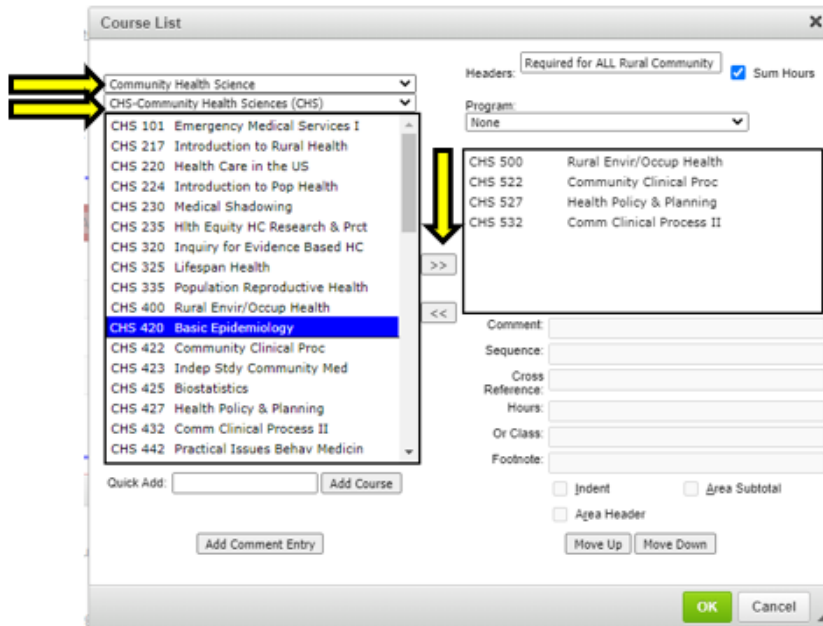 Course List
Community Health Science
CHS-Community Health Sciences (CHS)
CHS 101 Emergency Medical Services I
CHS 217 Introduction to Rural Health
CHS 220 Health Care in the US
CHS 224 Introduction to Pop Health
CHS 230 Medical Shadowing
CHS 235 Hlth Equity HC Research & Prct
CHS 320 Inquiry for Evidence Based HC
CHS 325 Lifespan Health
CHS 335 Population Reproductive Health
CHS 400 Rural Envir/Occup Health
CHS 420 Basic Epidemiology
CHS 422 Community Clinical Proc
CHS 423 Indep Stdy Community Med
CHS 425 Biostatistics
CHS 427 Health Policy & Planning
CHS 432 Comm Clinical Process II
CHS 442 Practical Issues Behav Medicin
Quick Add:
Add Course
Add Comment Entry
>>
<<
Headers: Required for ALL Rural Community
Sum Hours
Program:
None
CHS 500 Rural Envir/Occup Health
CHS 522 Community Clinical Proc
CHS 527 Health Policy & Planning
CHS 532 Comm Clinical Process II
Comment:
Sequence:
Cross
Reference:
Hours:
Or Class:
Footnote:
Indent
Area Subtotal
Area Header
Move Up
Move Down
OK
Cancel